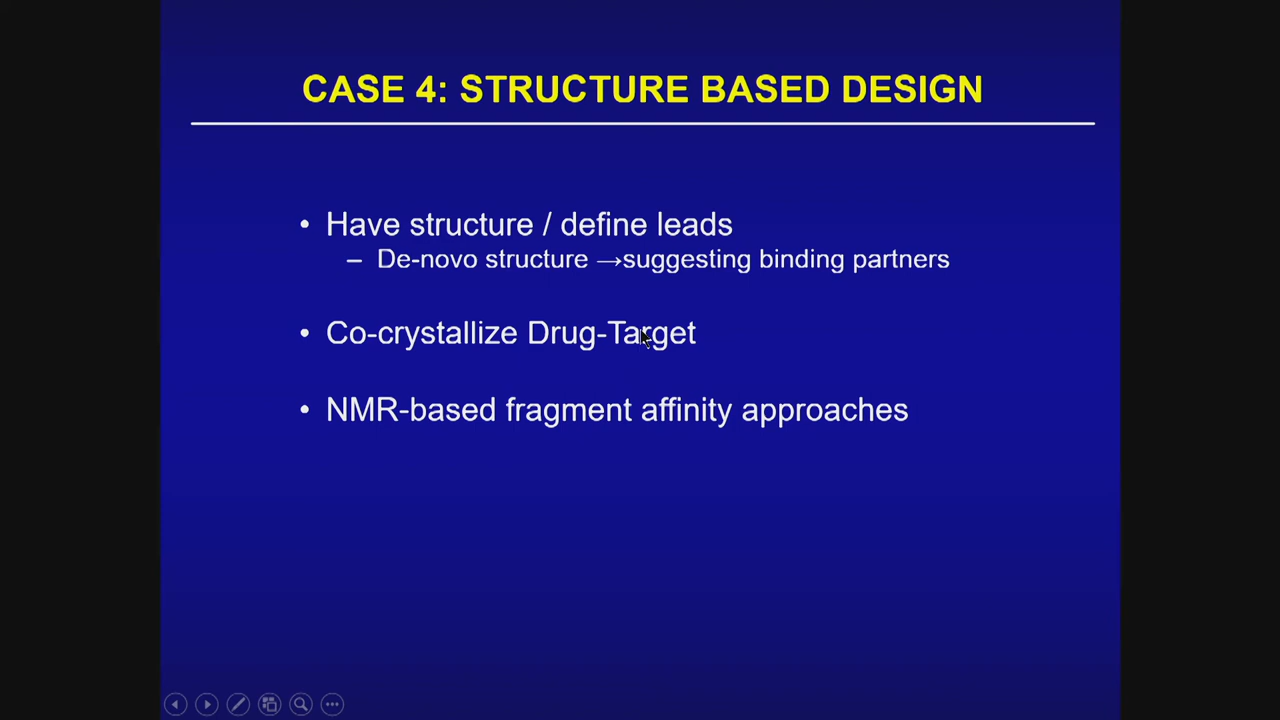 CASE 4: STRUCTURE BASED DESIGN
• Have structure / define leads
– De-novo structure →suggesting binding partners
• Co-crystallize Drug-Target
• NMR-based fragment affinity approaches